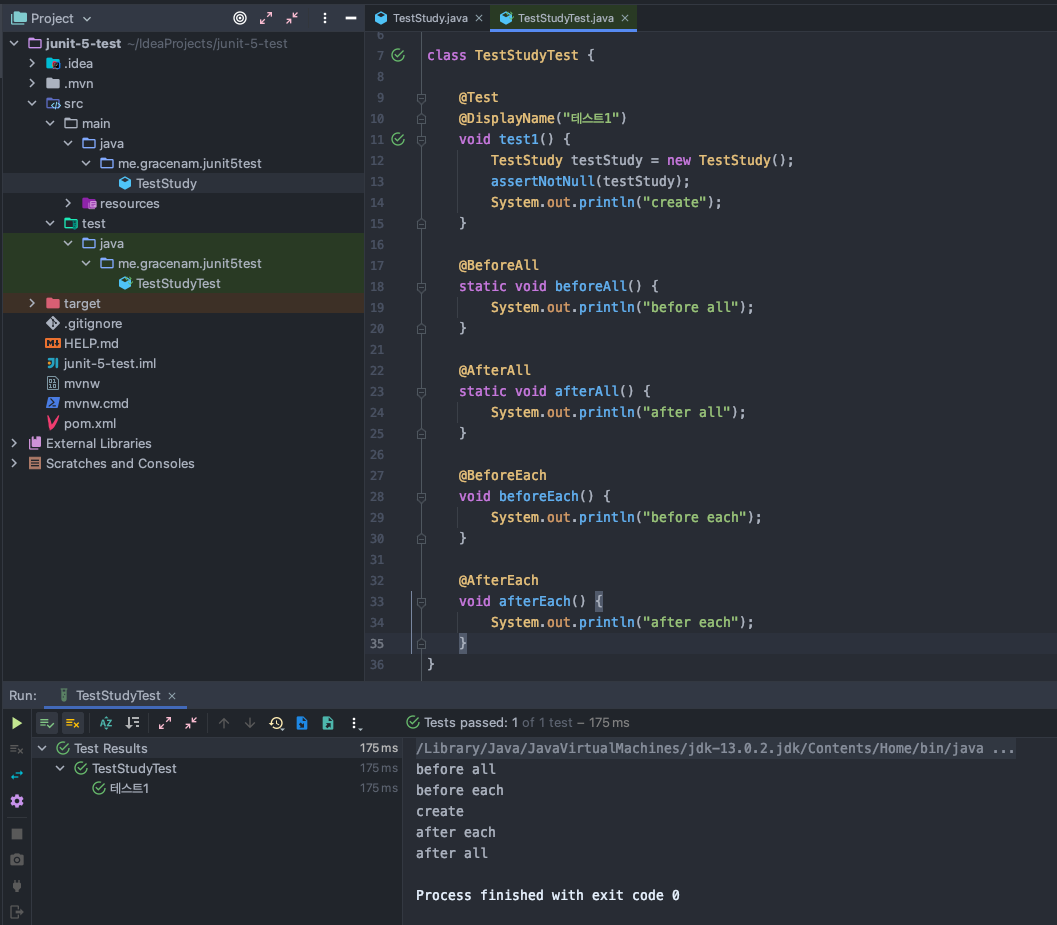 Project
TestStudy.java
TestStudyTest.java
junit-5-test ~/IdeaProjects/junit-5-test
.idea
.mvn
src
main
java
me.gracenam.junit5test
TestStudy
resources
test
java
me.gracenam.junit5test
TestStudyTest
target
.gitignore
HELP.md
junit-5-test.iml
mvnw
mvnw.cmd
pom.xml
External Libraries
Scratches and Consoles
6
7 class TestStudyTest {
8
9 @Test
10 @DisplayName("테스트1")
11 void test1() {
12 TestStudy testStudy = new TestStudy();
13 assertNotNull(testStudy);
14 System.out.println("create");
15 }
16
17 @BeforeAll
18 static void beforeAll() {
19 System.out.println("before all");
20 }
21
22 @AfterAll
23 static void afterAll() {
24 System.out.println("after all");
25 }
26
27 @BeforeEach
28 void beforeEach() {
29 System.out.println("before each");
30 }
31
32 @AfterEach
33 void afterEach() {
34 System.out.println("after each");
35 }
36 }
Run: TestStudyTest
Tests passed: 1 of 1 test – 175 ms
Test Results 175 ms
TestStudyTest 175 ms
테스트1 175 ms
/Library/Java/JavaVirtualMachines/jdk-13.0.2.jdk/Contents/Home/bin/java ...
before all
before each
create
after each
after all
Process finished with exit code 0